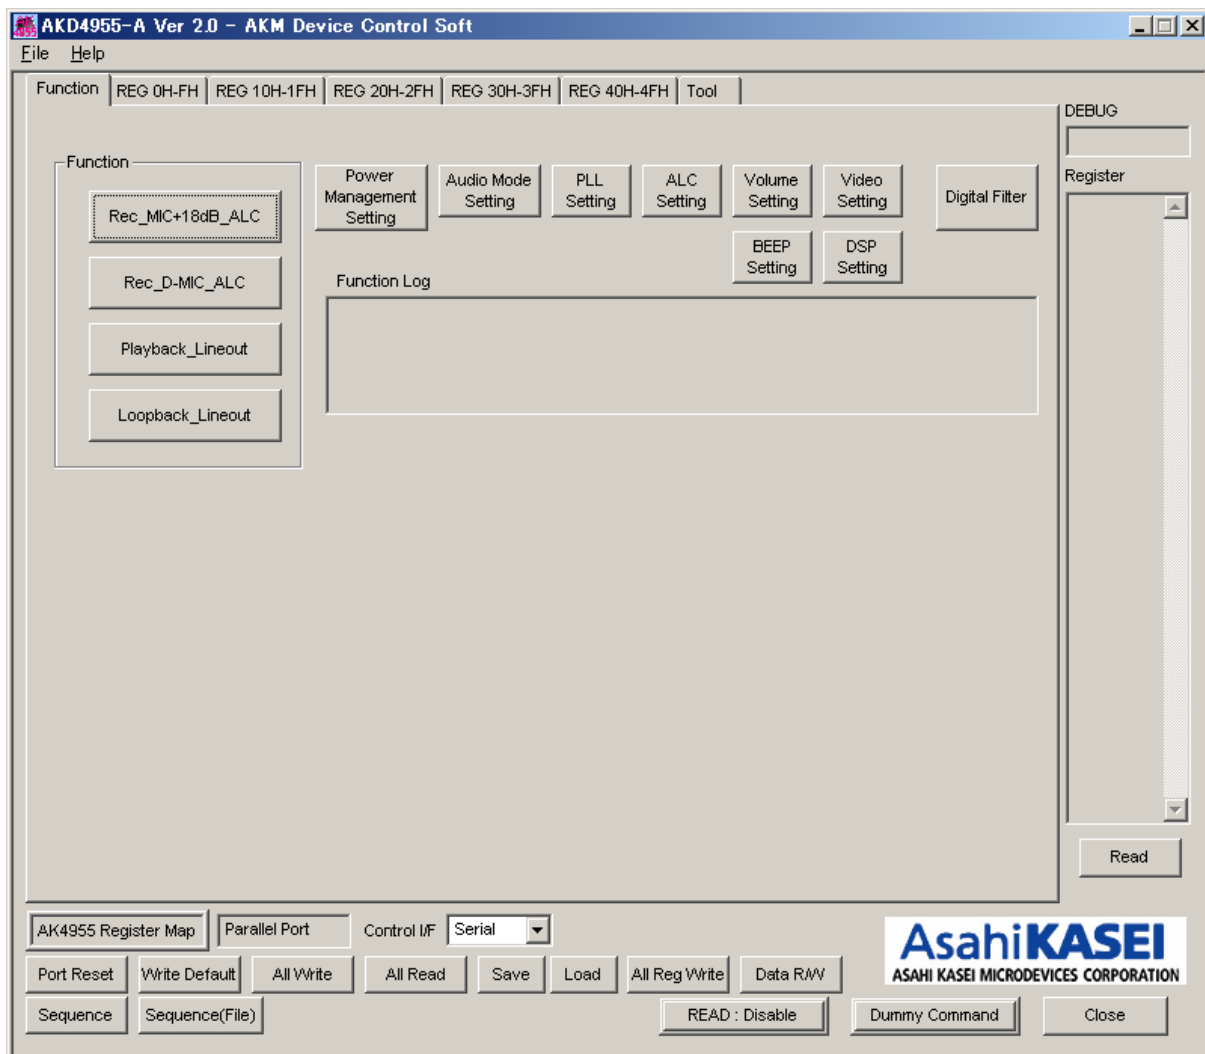 AKD4955-A Ver 2.0 - AKM Device Control Soft
File Help
Function REG 0H-FH REG 10H-1FH REG 20H-2FH REG 30H-3FH REG 40H-4FH Tool
DEBUG
Function
Rec_MIC+18dB_ALC
Rec_D-MIC_ALC
Playback_Lineout
Loopback_Lineout
Power
Management
Setting
Audio Mode
Setting
PLL
Setting
ALC
Setting
Volume
Setting
Video
Setting
Digital Filter
BEEP
Setting
DSP
Setting
Function Log
Register
Read
AK4955 Register Map Parallel Port Control I/F Serial
Port Reset Write Default All Write All Read Save Load All Reg Write Data R/W
Sequence Sequence(File) READ : Disable Dummy Command Close
AsahiKASEI
ASAHI KASEI MICRODEVICES CORPORATION